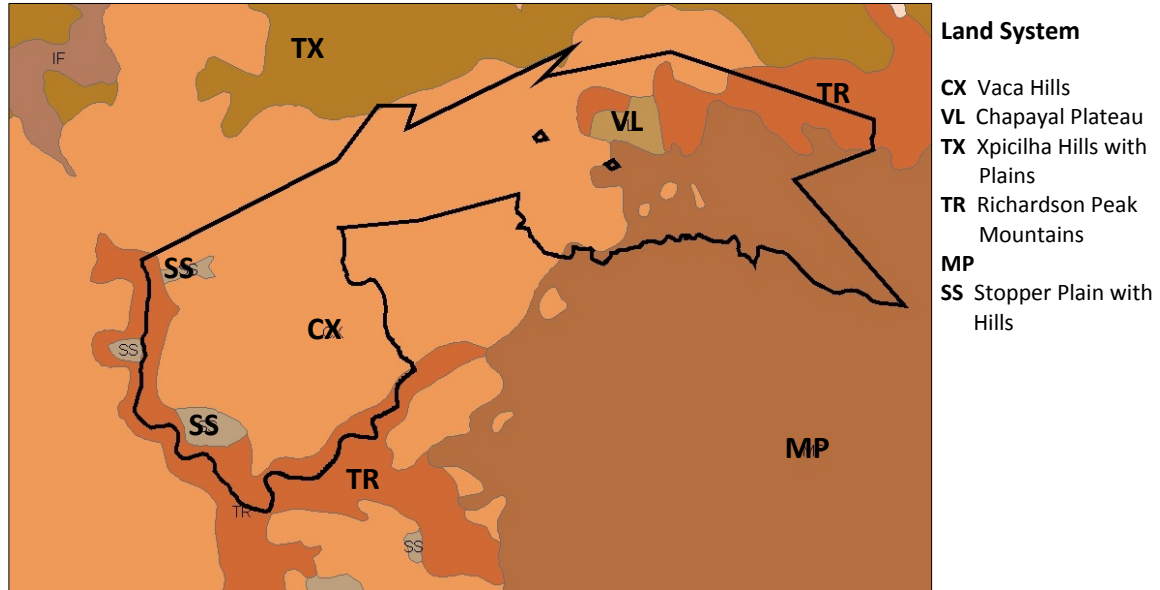 IF
TX
TR
VL
SS
CX
SS
SS
MP
TR
TR
SS
Land System
CX Vaca Hills
VL Chapayal Plateau
TX Xpicilha Hills with
Plains
TR Richardson Peak
Mountains
MP
SS Stopper Plain with
Hills